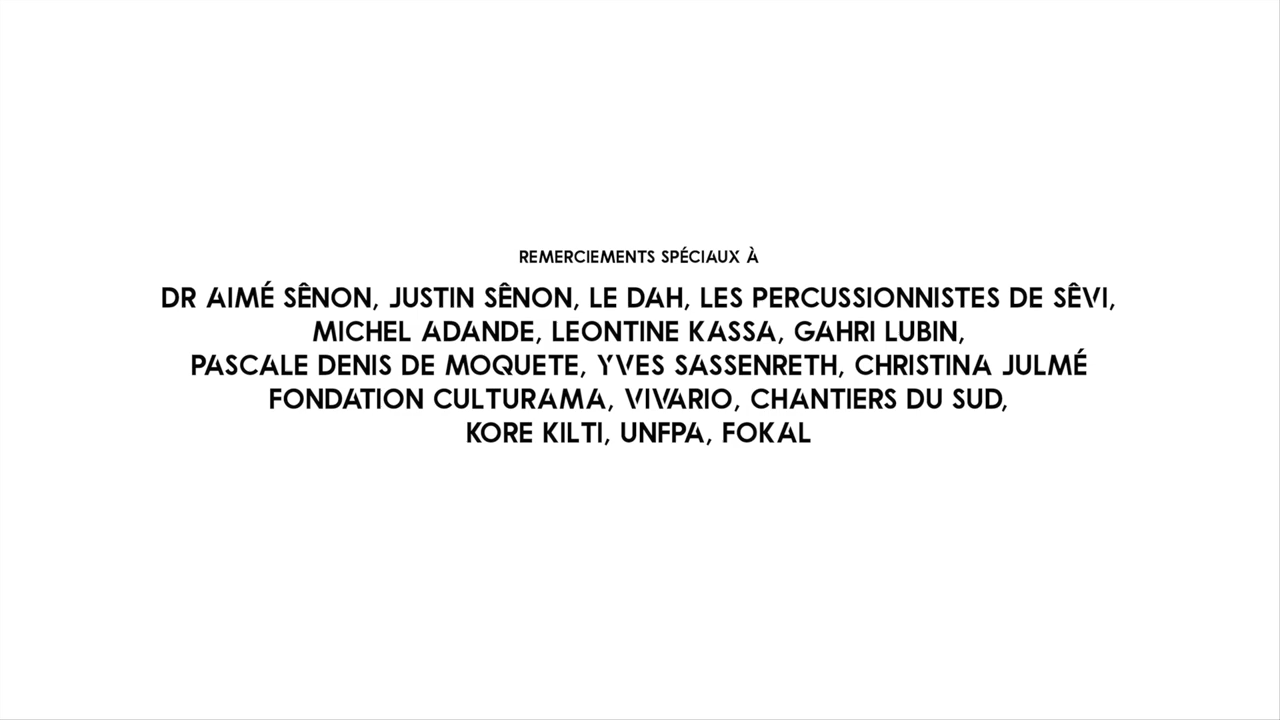 REMERCIEMENTS SPÉCIAUX À
DR AIMÉ SÊNON, JUSTIN SÊNON, LE DAH, LES PERCUSSIONNISTES DE SÊVI,
MICHEL ADANDE, LEONTINE KASSA, GAHRI LUBIN,
PASCALE DENIS DE MOQUETE, YVES SASSENRETH, CHRISTINA JULMÉ
FONDATION CULTURAMA, VIVARIO, CHANTIERS DU SUD,
KORE KILTI, UNFPA, FOKAL